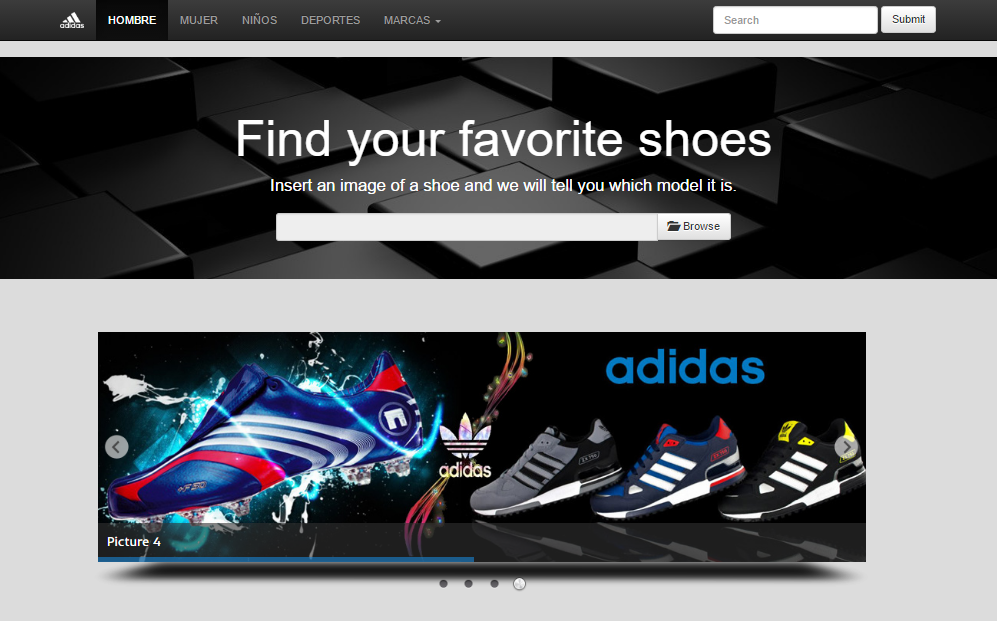 adidas
HOMBRE
MUJER
NIÑOS
DEPORTES
MARCAS
Search
Submit
Find your favorite shoes
Insert an image of a shoe and we will tell you which model it is.
Browse
adidas
adidas
Picture 4